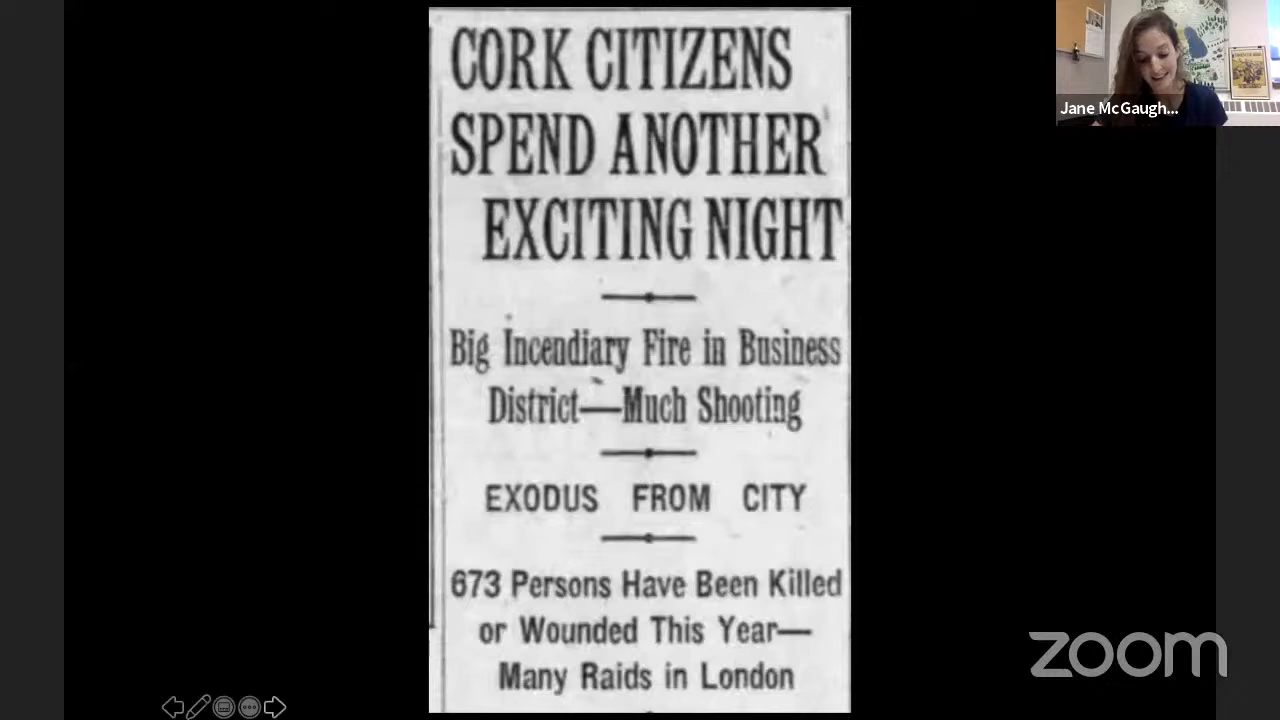 CORK CITIZENS
SPEND ANOTHER
EXCITING NIGHT
Big Incendiary Fire in Business
District—Much Shooting
EXODUS FROM CITY
673 Persons Have Been Killed
or Wounded This Year—
Many Raids in London
Jane McGaugh...
zoom